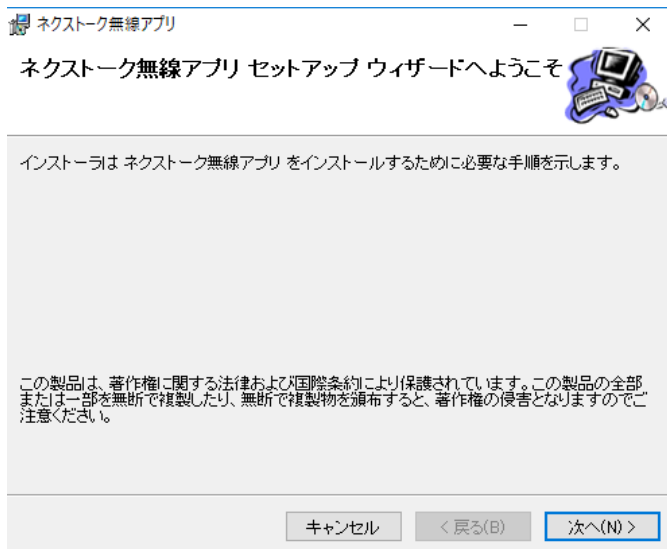 ネクストーク無線アプリ
ネクストーク無線アプリ セットアップ ウィザードへようこそ
インストーラは ネクストーク無線アプリ をインストールするために必要な手順を示します。
この製品は、著作権に関する法律および国際条約により保護されています。この製品の全部
または一部を無断で複製したり、無断で複製物を頒布すると、著作権の侵害となりますのでご
注意ください。
キャンセル
< 戻る(B)
次へ(N) >